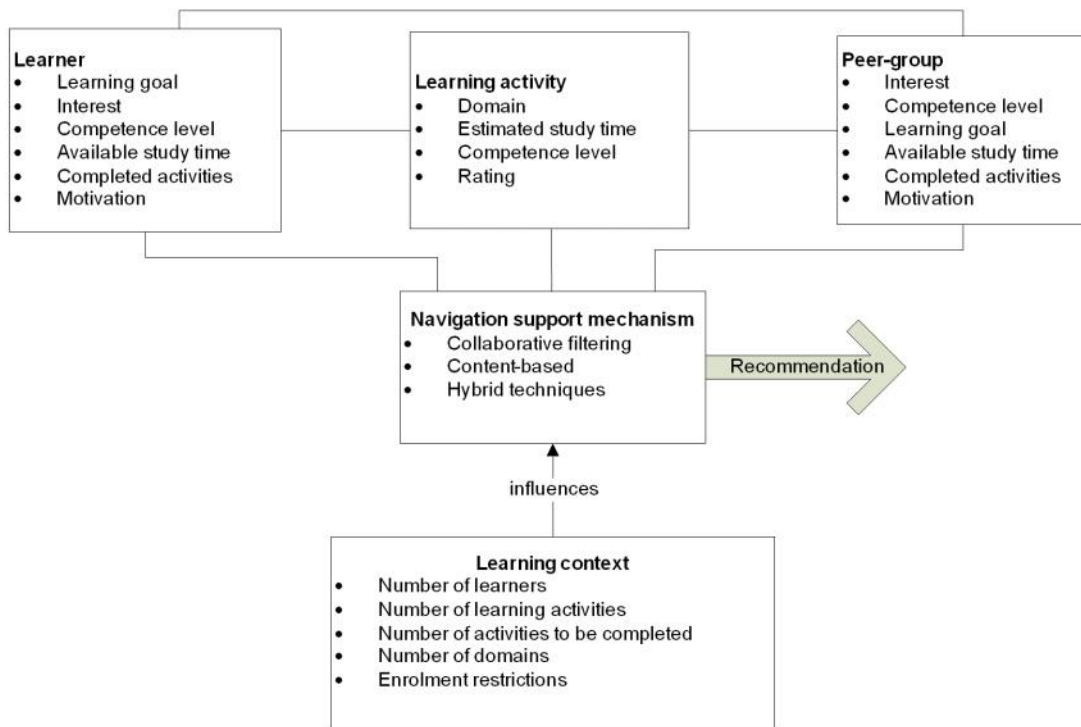 Learner
• Learning goal
• Interest
• Competence level
• Available study time
• Completed activities
• Motivation
Learning activity
• Domain
• Estimated study time
• Competence level
• Rating
Peer-group
• Interest
• Competence level
• Learning goal
• Available study time
• Completed activities
• Motivation
Navigation support mechanism
• Collaborative filtering
• Content-based
• Hybrid techniques
Recommendation
influences
Learning context
• Number of learners
• Number of learning activities
• Number of activities to be completed
• Number of domains
• Enrolment restrictions